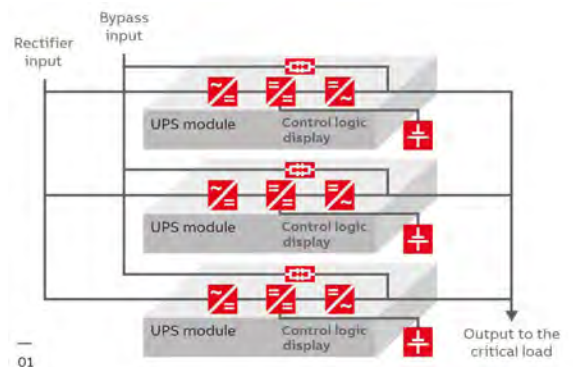 Bypass
input
Rectifier
input
UPS module
Control logic
display
UPS module
Control logic
display
UPS module
Control logic
display
Output to the
critical load
01